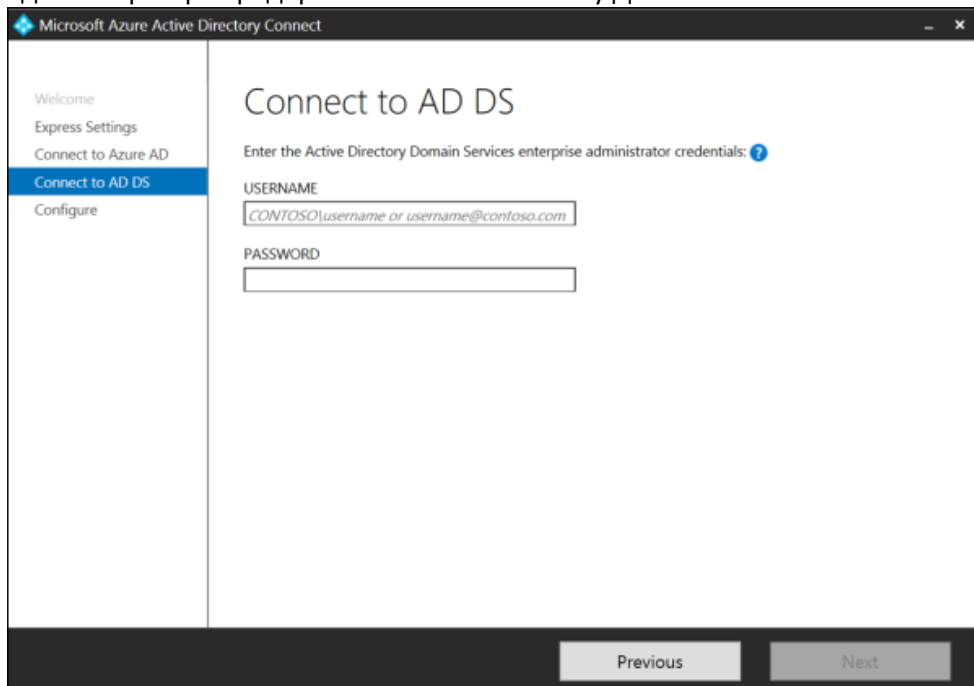 Microsoft Azure Active Directory Connect
Welcome
Express Settings
Connect to Azure AD
Connect to AD DS
Configure
Connect to AD DS
Enter the Active Directory Domain Services enterprise administrator credentials: ?
USERNAME
CONTOSO\username or username@contoso.com
PASSWORD
Previous
Next